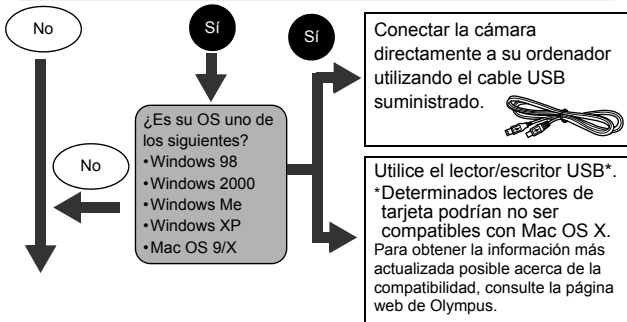 No
Sí
Sí
¿Es su OS uno de
los siguientes?
•Windows 98
•Windows 2000
•Windows Me
•Windows XP
•Mac OS 9/X
No
Conectar la cámara
directamente a su ordenador
utilizando el cable USB
suministrado.
Utilice el lector/escritor USB*.
*Determinados lectores de
tarjeta podrían no ser
compatibles con Mac OS X.
Para obtener la información más
actualizada posible acerca de la
compatibilidad, consulte la página
web de Olympus.